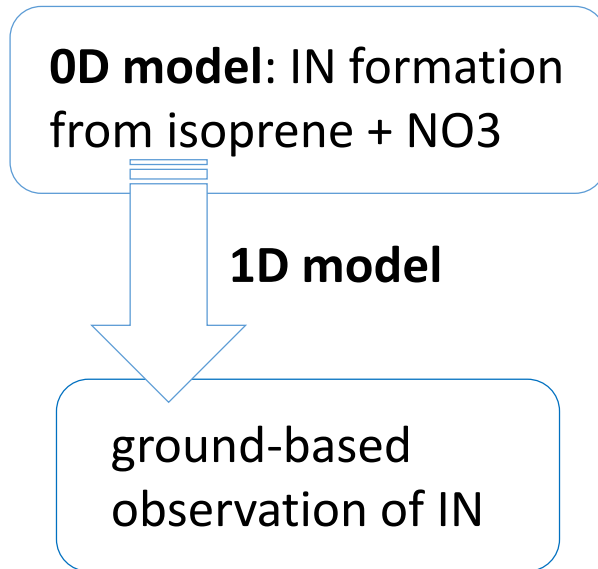 0D model: IN formation
from isoprene + NO3
1D model
ground-based
observation of IN